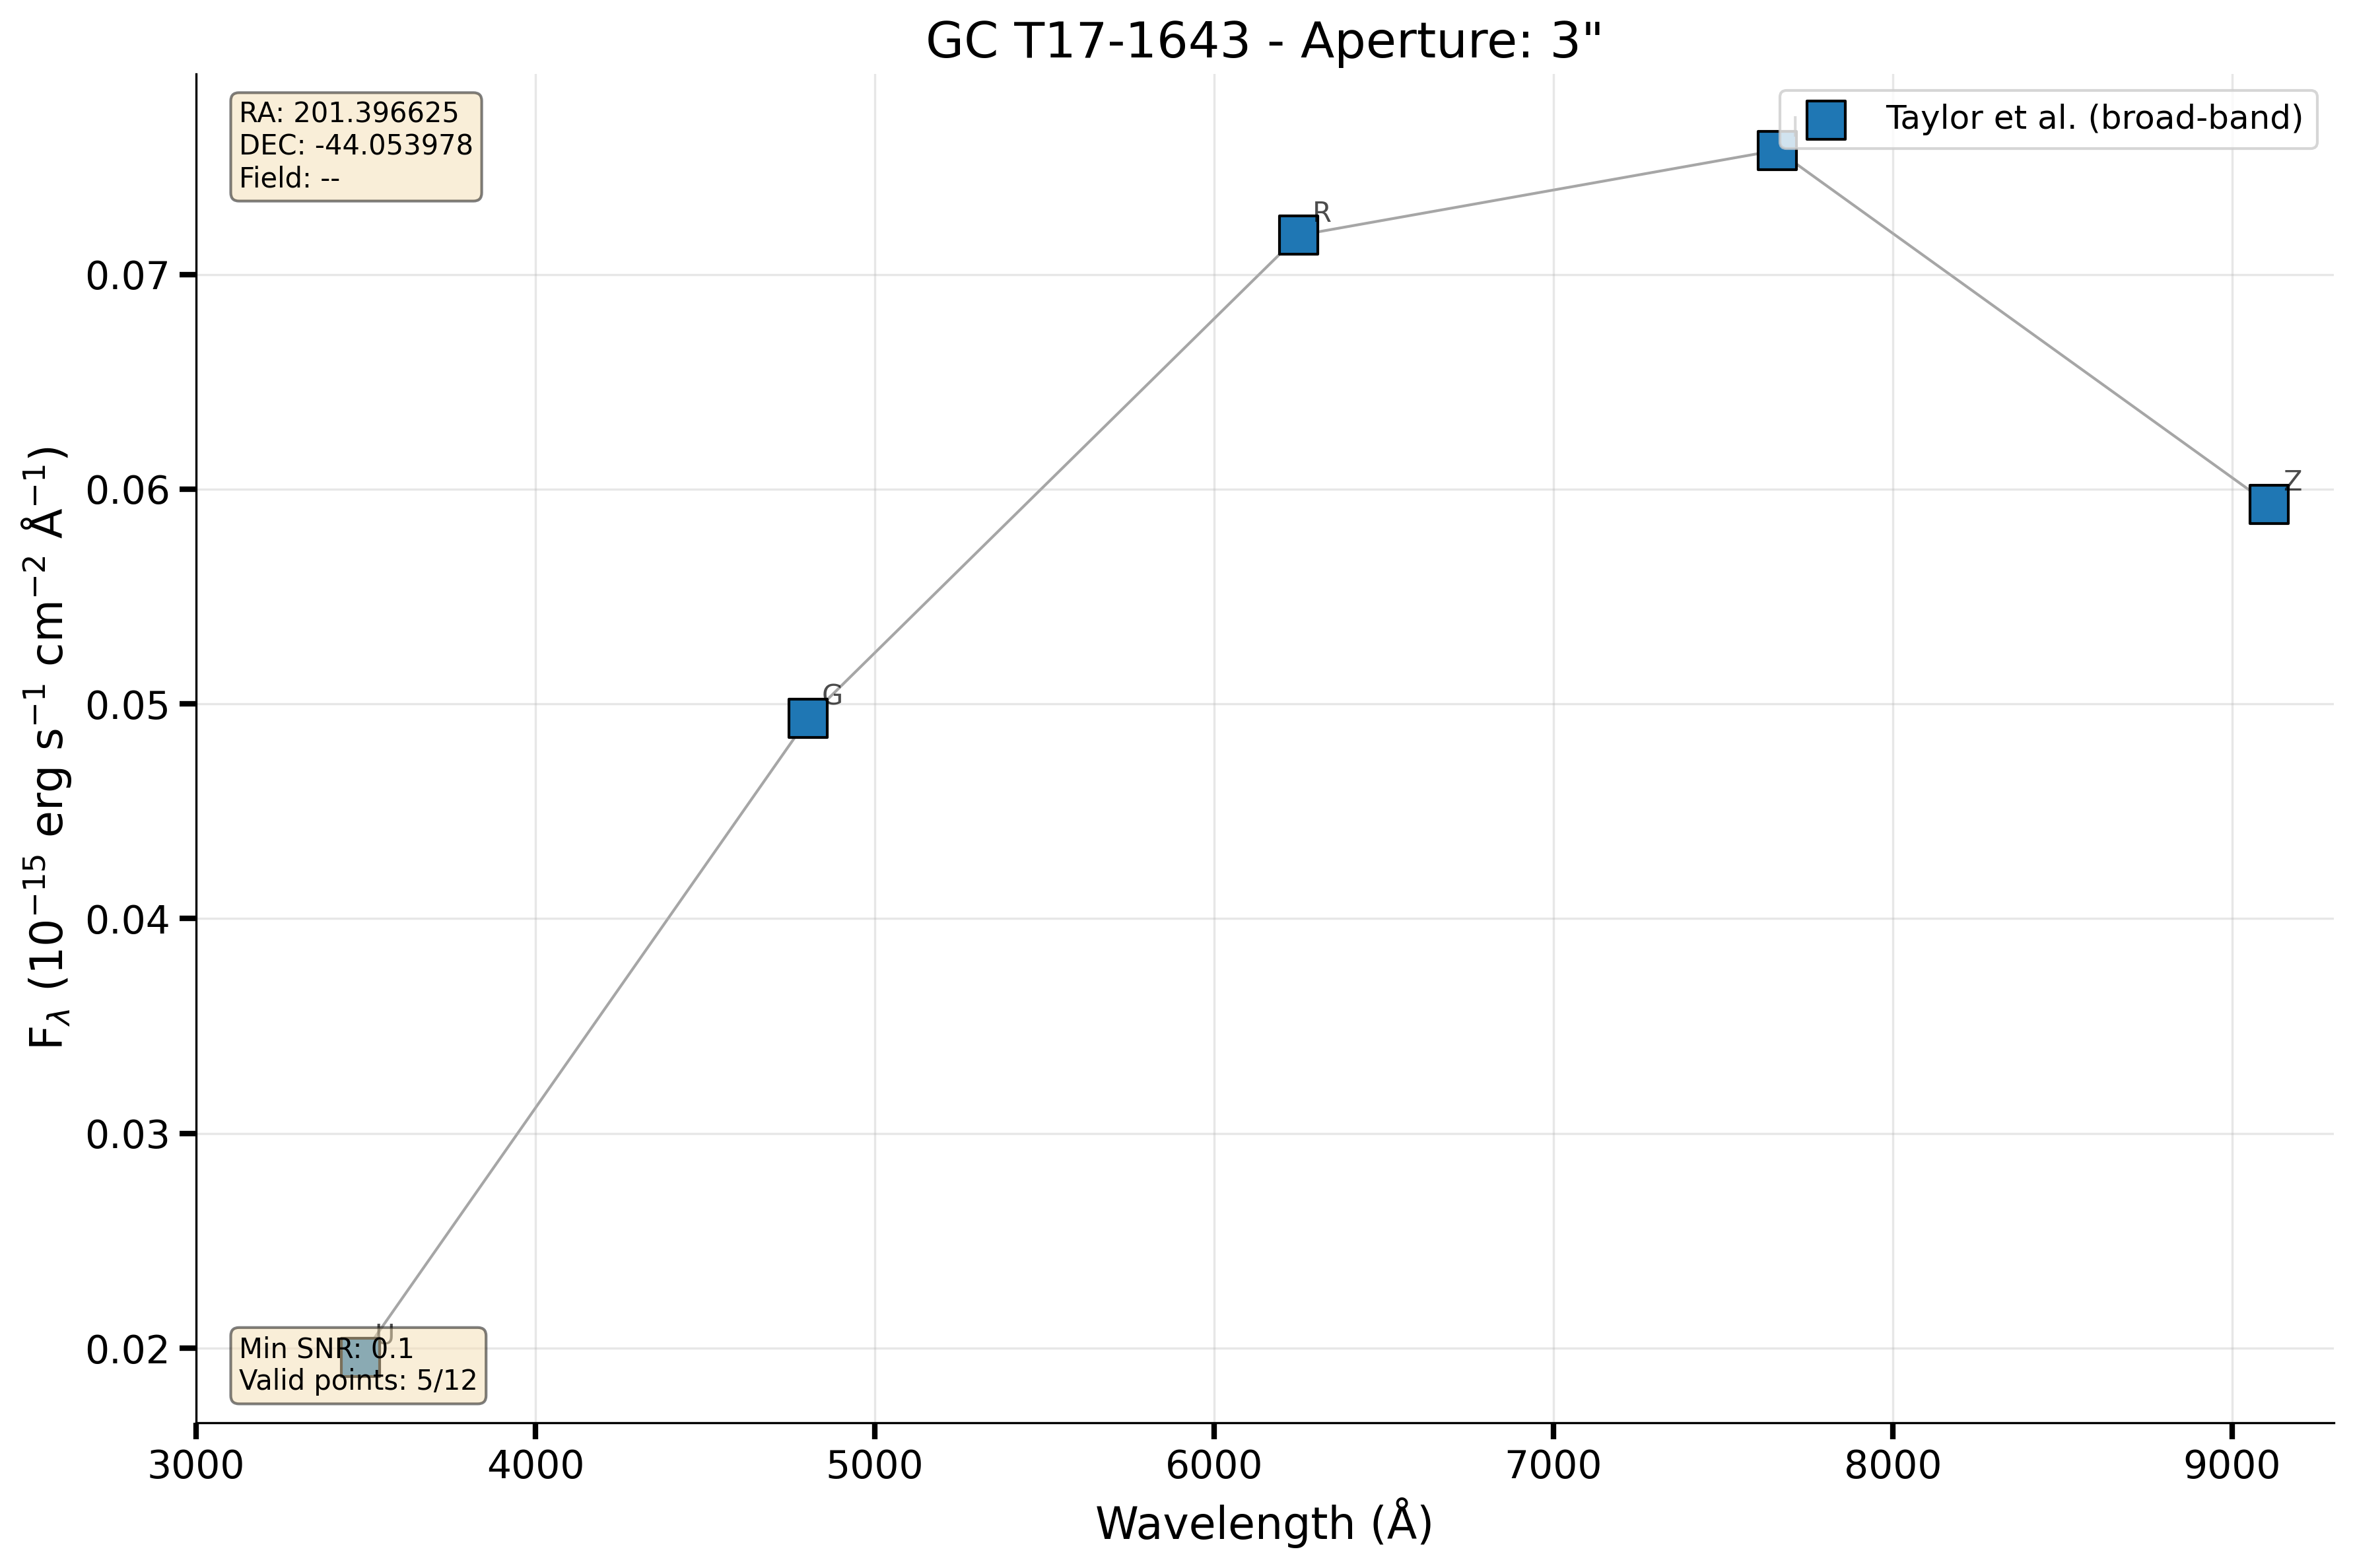 GC T17-1643 - Aperture: 3"
RA: 201.396625
DEC: -44.053978
Field: --
Taylor et al. (broad-band)
I
R
Z
G
U
Min SNR: 0.1
Valid points: 5/12
0.07
0.06
0.05
0.04
0.03
0.02
F_λ (10⁻¹⁵ erg s⁻¹ cm⁻² Å⁻¹)
3000 4000 5000 6000 7000 8000 9000
Wavelength (Å)